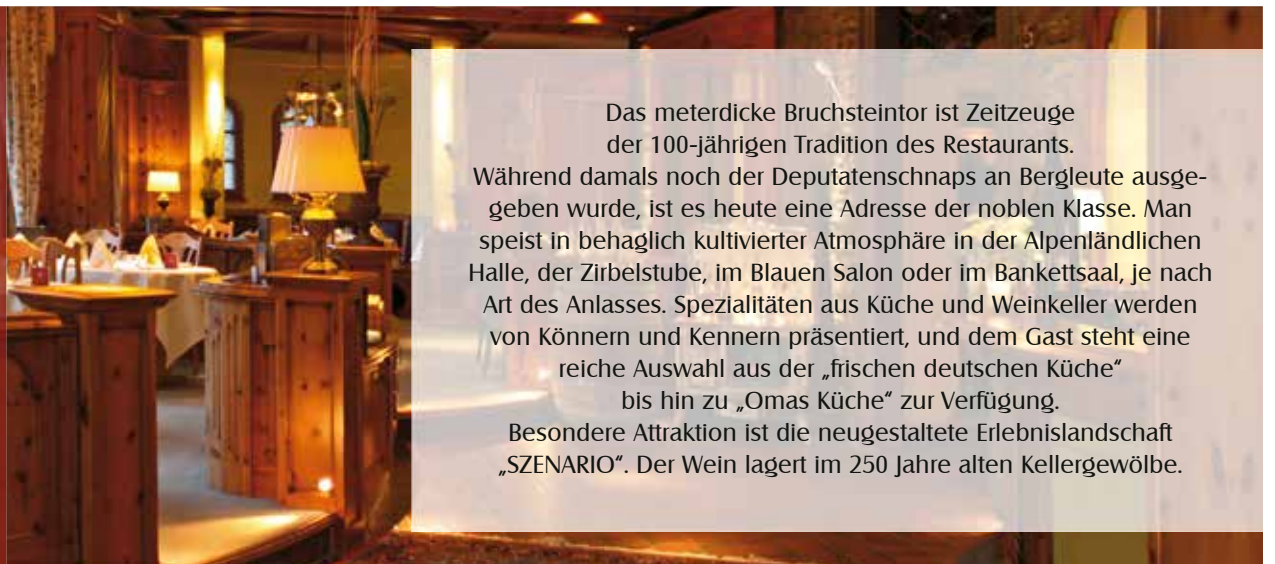 Das meterdicke Bruchsteintor ist Zeitzeuge
der 100-jährigen Tradition des Restaurants.
Während damals noch der Deputatenschnaps an Bergleute ausge-
geben wurde, ist es heute eine Adresse der noblen Klasse. Man
speist in behaglich kultivierter Atmosphäre in der Alpenländlichen
Halle, der Zirbelstube, im Blauen Salon oder im Bankettsaal, je nach
Art des Anlasses. Spezialitäten aus Küche und Weinkeller werden
von Könnern und Kennern präsentiert, und dem Gast steht eine
reiche Auswahl aus der „frischen deutschen Küche“
bis hin zu „Omas Küche“ zur Verfügung.
Besondere Attraktion ist die neugestaltete Erlebnislandschaft
„SZENARIO“. Der Wein lagert im 250 Jahre alten Kellergewölbe.